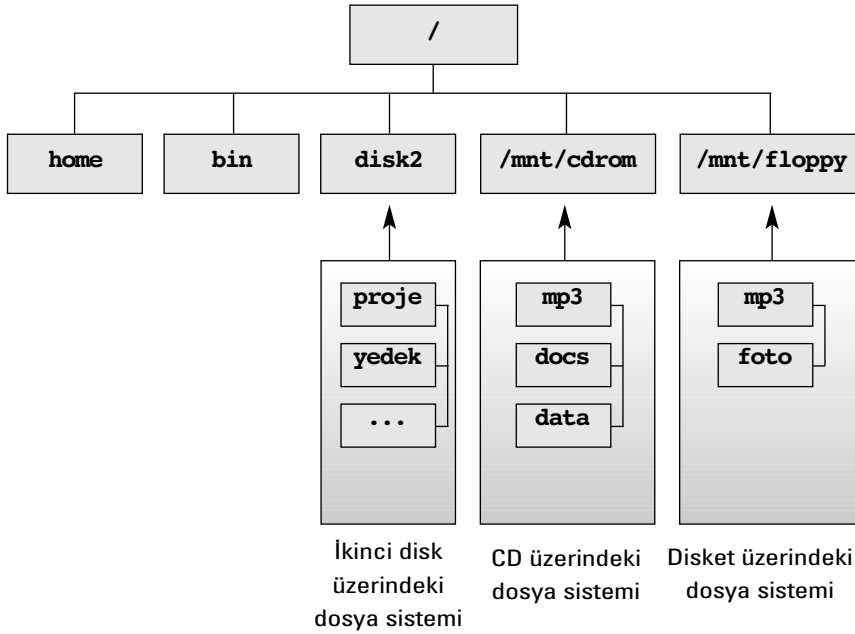 /
home
bin
disk2
/mnt/cdrom
/mnt/floppy
proje
yedek
...
mp3
docs
data
mp3
foto
İkinci disk
üzerindeki
dosya sistemi
CD üzerindeki
dosya sistemi
Disket üzerindeki
dosya sistemi